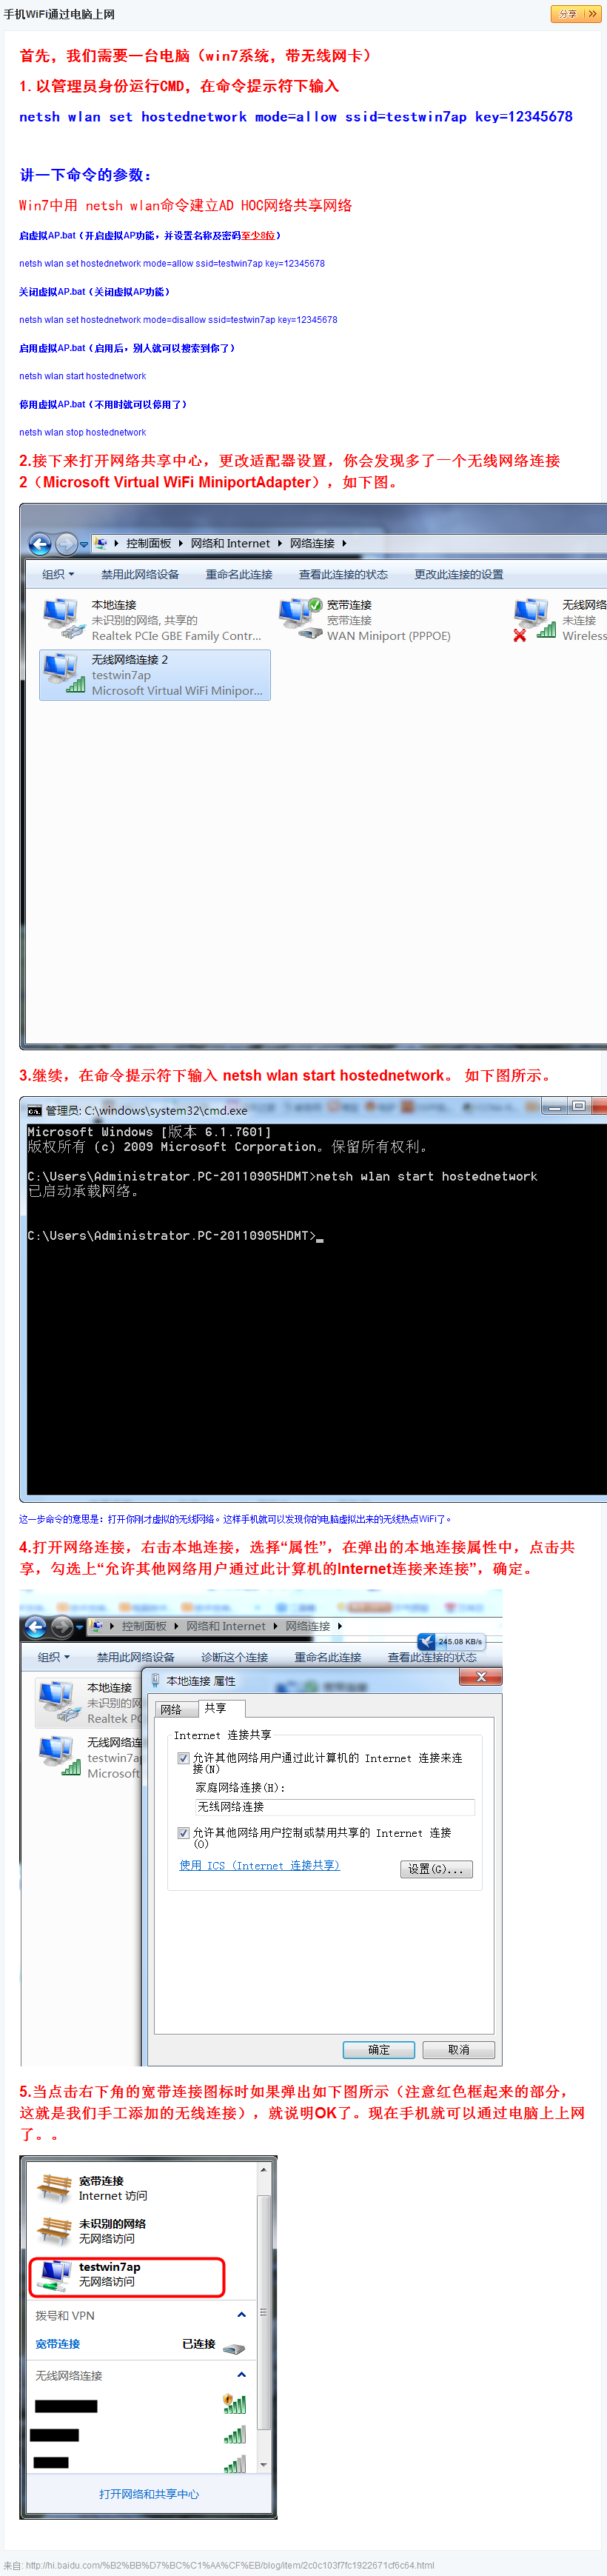 手机WiFi通过电脑上网
分享
首先，我们需要一台电脑（win7系统，带无线网卡）
1.以管理员身份运行CMD，在命令提示符下输入
netsh wlan set hostednetwork mode=allow ssid=testwin7ap key=12345678
讲一下命令的参数：
Win7中用 netsh wlan命令建立AD HOC网络共享网络
启虚拟AP.bat（开启虚拟AP功能，并设置名称及密码至少8位）
netsh wlan set hostednetwork mode=allow ssid=testwin7ap key=12345678
关闭虚拟AP.bat（关闭虚拟AP功能）
netsh wlan set hostednetwork mode=disallow ssid=testwin7ap key=12345678
启用虚拟AP.bat（启用后，别人就可以搜索到你了）
netsh wlan start hostednetwork
停用虚拟AP.bat（不用时就可以停用了）
netsh wlan stop hostednetwork
2.接下来打开网络共享中心，更改适配器设置，你会发现多了一个无线网络连接
2（Microsoft Virtual WiFi MiniportAdapter），如下图。
控制面板 网络和 Internet 网络连接
组织 禁用此网络设备 重命名此连接 查看此连接的状态 更改此连接的设置
本地连接
未识别的网络, 共享的
Realtek PCIe GBE Family Contr...
宽带连接
宽带连接
WAN Miniport (PPPOE)
无线网络
未连接
Wireless
无线网络连接 2
testwin7ap
Microsoft Virtual WiFi Minipor...
3.继续，在命令提示符下输入 netsh wlan start hostednetwork。 如下图所示。
管理员: C:\windows\system32\cmd.exe
Microsoft Windows [版本 6.1.7601]
版权所有 (c) 2009 Microsoft Corporation。保留所有权利。
C:\Users\Administrator.PC-20110905HDMT>netsh wlan start hostednetwork
已启动承载网络。
C:\Users\Administrator.PC-20110905HDMT>
这一步命令的意思是：打开你刚才虚拟的无线网络。这样手机就可以发现你的电脑虚拟出来的无线热点WiFi了。
4.打开网络连接，右击本地连接，选择“属性”，在弹出的本地连接属性中，点击共
享，勾选上“允许其他网络用户通过此计算机的Internet连接来连接”，确定。
控制面板 网络和 Internet 网络连接
245.08 KB/s
组织 禁用此网络设备 诊断这个连接 重命名此连接 查看此连接的状态
本地连接
未识别的网
Realtek PC
无线网络连
testwin7ap
Microsoft
本地连接 属性
网络 共享
Internet 连接共享
允许其他网络用户通过此计算机的 Internet 连接来连
接(N)
家庭网络连接(H):
无线网络连接
允许其他网络用户控制或禁用共享的 Internet 连接
(O)
使用 ICS (Internet 连接共享)
设置(G)...
确定 取消
5.当点击右下角的宽带连接图标时如果弹出如下图所示（注意红色框起来的部分，
这就是我们手工添加的无线连接），就说明OK了。现在手机就可以通过电脑上上网
了。。
宽带连接
Internet 访问
未识别的网络
无网络访问
testwin7ap
无网络访问
拨号和 VPN
宽带连接 已连接
无线网络连接
打开网络和共享中心
来自: http://hi.baidu.com/%B2%BB%D7%BC%C1%AA%CF%EB/blog/item/2c0c103f7fc1922671cf6c64.html